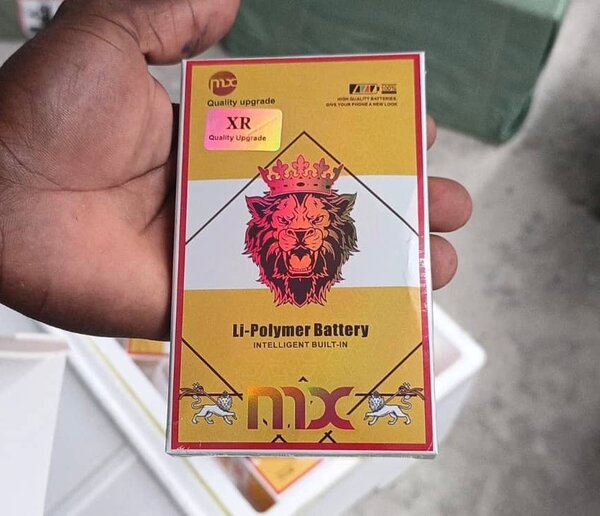 mx
Quality upgrade
HIGH QUALITY BATTERIES,
GIVE YOUR PHONE A NEW LOOK
XR
Quality Upgrade
Li-Polymer Battery
INTELLIGENT BUILT-IN
mx